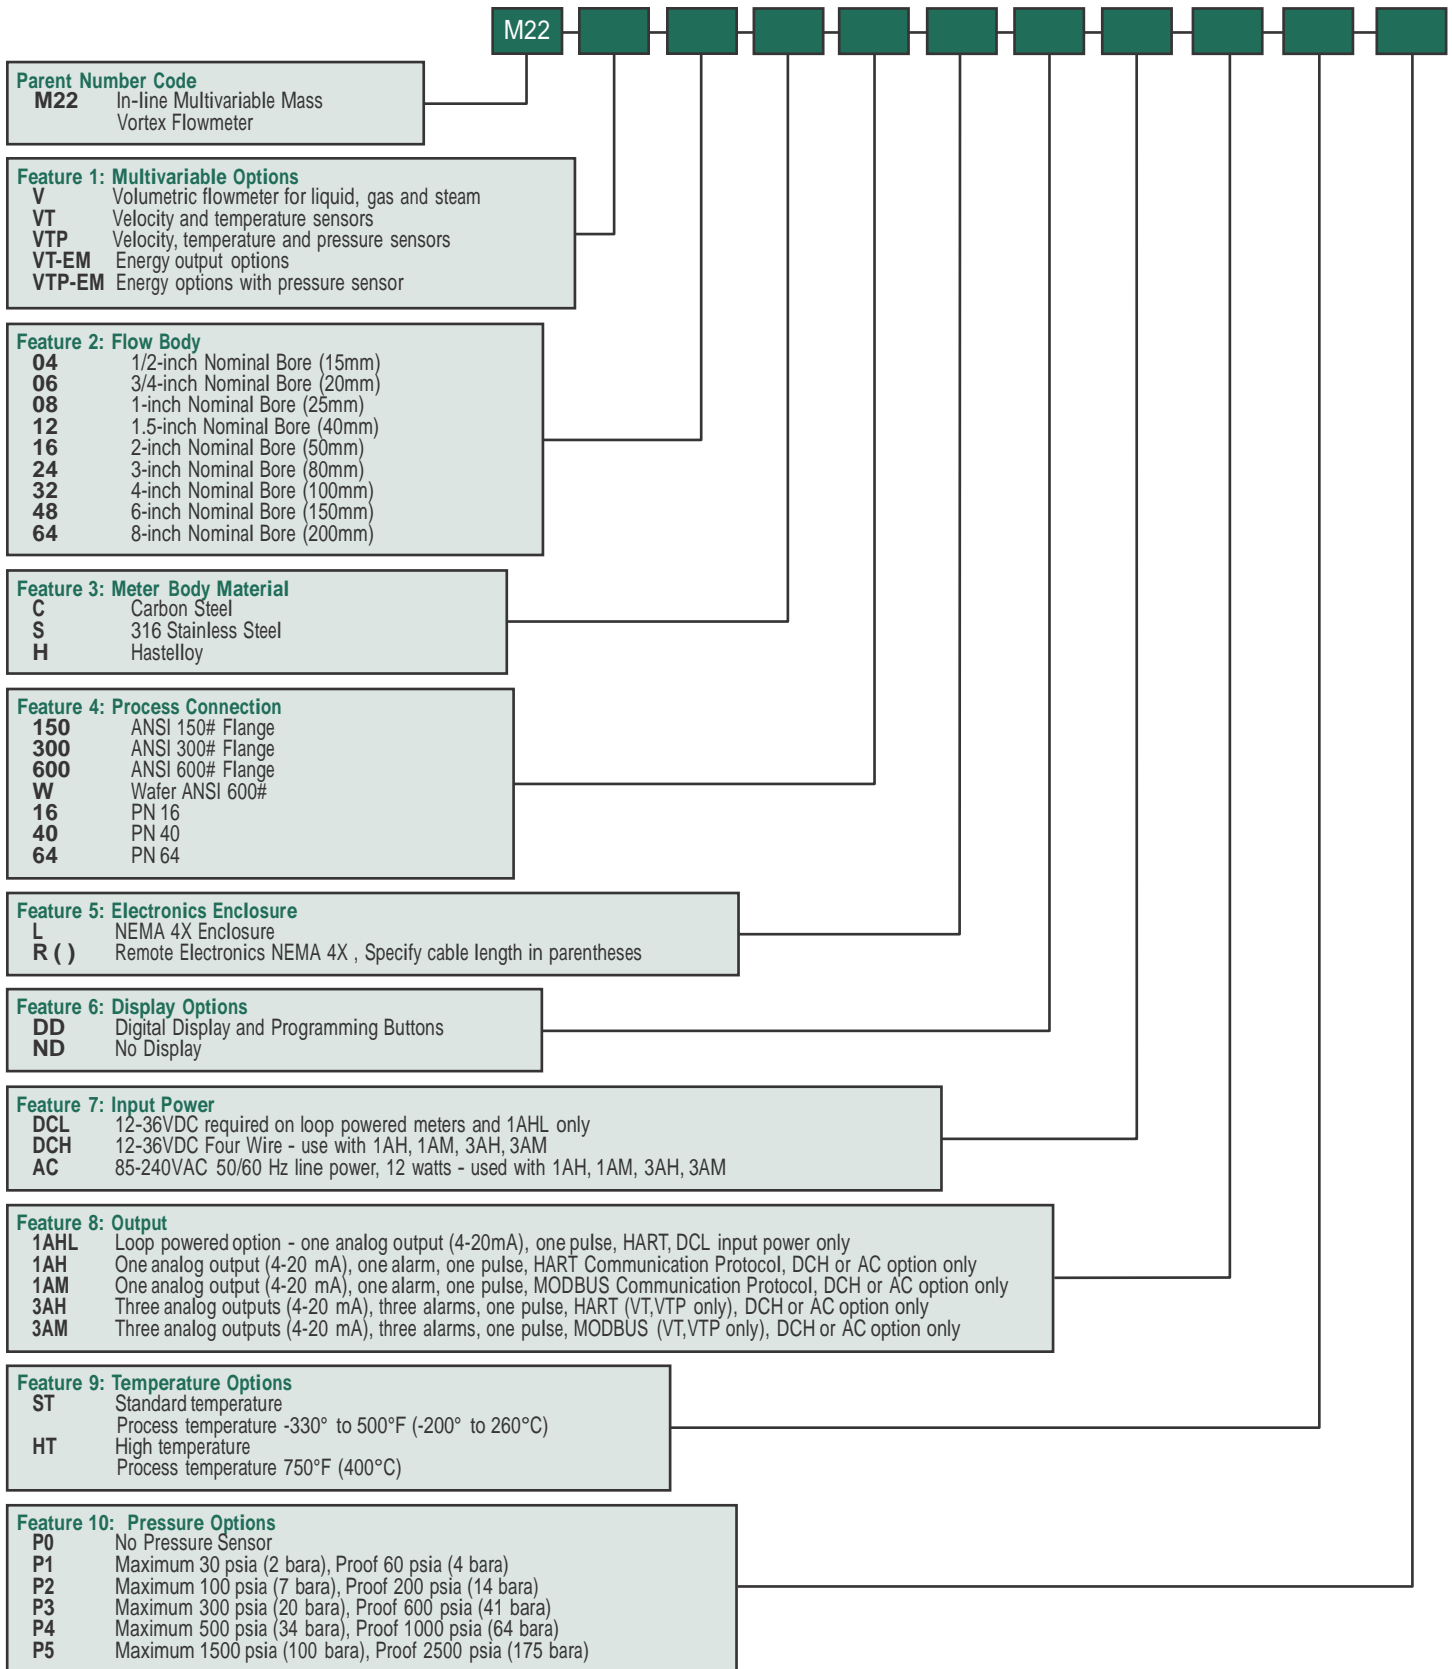 M22
Parent Number Code
M22 In-line Multivariable Mass
Vortex Flowmeter
Feature 1: Multivariable Options
V Volumetric flowmeter for liquid, gas and steam
VT Velocity and temperature sensors
VTP Velocity, temperature and pressure sensors
VT-EM Energy output options
VTP-EM Energy options with pressure sensor
Feature 2: Flow Body
04 1/2-inch Nominal Bore (15mm)
06 3/4-inch Nominal Bore (20mm)
08 1-inch Nominal Bore (25mm)
12 1.5-inch Nominal Bore (40mm)
16 2-inch Nominal Bore (50mm)
24 3-inch Nominal Bore (80mm)
32 4-inch Nominal Bore (100mm)
48 6-inch Nominal Bore (150mm)
64 8-inch Nominal Bore (200mm)
Feature 3: Meter Body Material
C Carbon Steel
S 316 Stainless Steel
H Hastelloy
Feature 4: Process Connection
150 ANSI 150# Flange
300 ANSI 300# Flange
600 ANSI 600# Flange
W Wafer ANSI 600#
16 PN 16
40 PN 40
64 PN 64
Feature 5: Electronics Enclosure
L NEMA 4X Enclosure
R ( ) Remote Electronics NEMA 4X , Specify cable length in parentheses
Feature 6: Display Options
DD Digital Display and Programming Buttons
ND No Display
Feature 7: Input Power
DCL 12-36VDC required on loop powered meters and 1AHL only
DCH 12-36VDC Four Wire - use with 1AH, 1AM, 3AH, 3AM
AC 85-240VAC 50/60 Hz line power, 12 watts - used with 1AH, 1AM, 3AH, 3AM
Feature 8: Output
1AHL Loop powered option - one analog output (4-20mA), one pulse, HART, DCL input power only
1AH One analog output (4-20 mA), one alarm, one pulse, HART Communication Protocol, DCH or AC option only
1AM One analog output (4-20 mA), one alarm, one pulse, MODBUS Communication Protocol, DCH or AC option only
3AH Three analog outputs (4-20 mA), three alarms, one pulse, HART (VT,VTP only), DCH or AC option only
3AM Three analog outputs (4-20 mA), three alarms, one pulse, MODBUS (VT,VTP only), DCH or AC option only
Feature 9: Temperature Options
ST Standard temperature
Process temperature -330° to 500°F (-200° to 260°C)
HT High temperature
Process temperature 750°F (400°C)
Feature 10: Pressure Options
P0 No Pressure Sensor
P1 Maximum 30 psia (2 bara), Proof 60 psia (4 bara)
P2 Maximum 100 psia (7 bara), Proof 200 psia (14 bara)
P3 Maximum 300 psia (20 bara), Proof 600 psia (41 bara)
P4 Maximum 500 psia (34 bara), Proof 1000 psia (64 bara)
P5 Maximum 1500 psia (100 bara), Proof 2500 psia (175 bara)